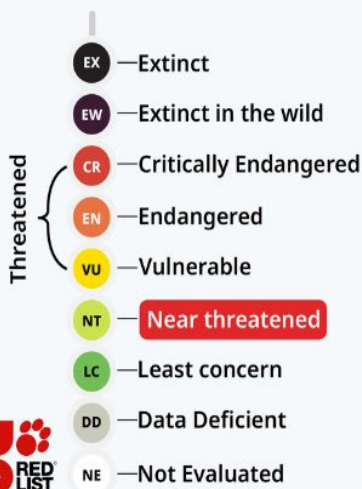 EX Extinct
EW Extinct in the wild
Threatened
CR Critically Endangered
EN Endangered
VU Vulnerable
NT Near threatened
LC Least concern
DD Data Deficient
RED
LIST
NE Not Evaluated